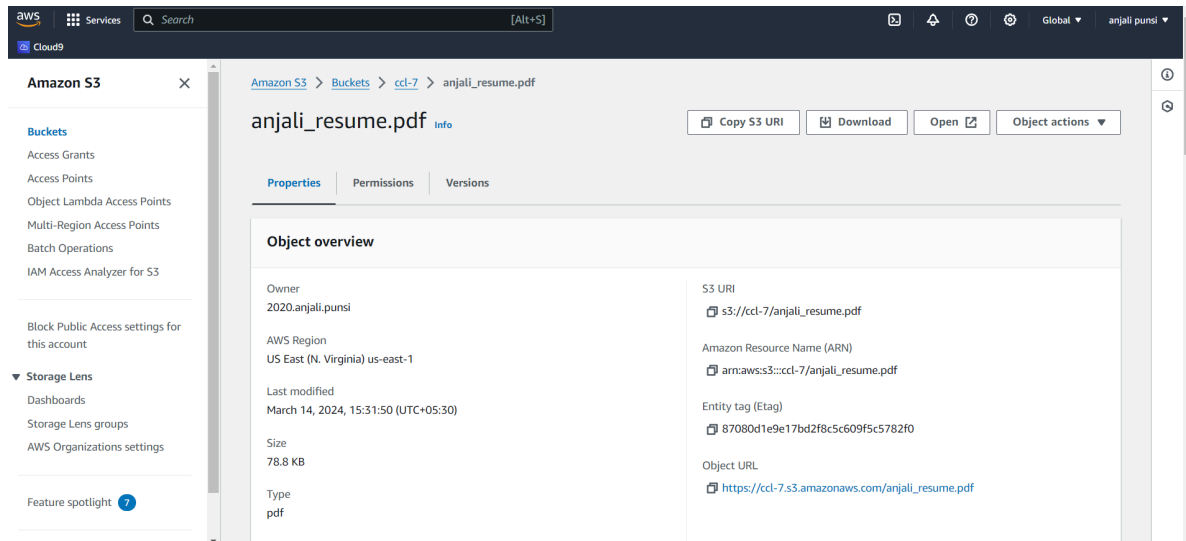 aws Services Search [Alt+S] Global ▼ anjali punsi ▼
Cloud9
Amazon S3
Buckets
Access Grants
Access Points
Object Lambda Access Points
Multi-Region Access Points
Batch Operations
IAM Access Analyzer for S3
Block Public Access settings for
this account
▼ Storage Lens
Dashboards
Storage Lens groups
AWS Organizations settings
Feature spotlight 7
Amazon S3 > Buckets > ccl-7 > anjali_resume.pdf
anjali_resume.pdf Info
Copy S3 URI Download Open Object actions ▼
Properties Permissions Versions
Object overview
Owner
2020.anjali.punsi
AWS Region
US East (N. Virginia) us-east-1
Last modified
March 14, 2024, 15:31:50 (UTC+05:30)
Size
78.8 KB
Type
pdf
S3 URI
s3://ccl-7/anjali_resume.pdf
Amazon Resource Name (ARN)
arn:aws:s3:::ccl-7/anjali_resume.pdf
Entity tag (Etag)
87080d1e9e17bd2f8c5c609f5c5782f0
Object URL
https://ccl-7.s3.amazonaws.com/anjali_resume.pdf